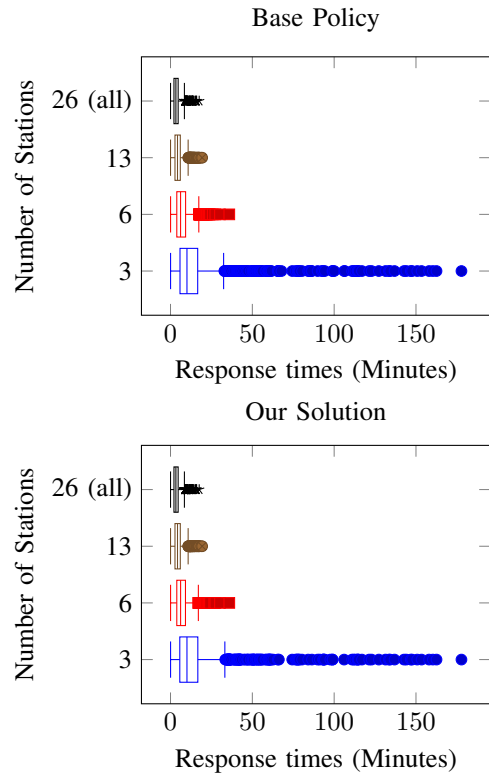 Base Policy
Number of Stations
26 (all)
13
6
3
0 50 100 150
Response times (Minutes)
Our Solution
Number of Stations
26 (all)
13
6
3
0 50 100 150
Response times (Minutes)